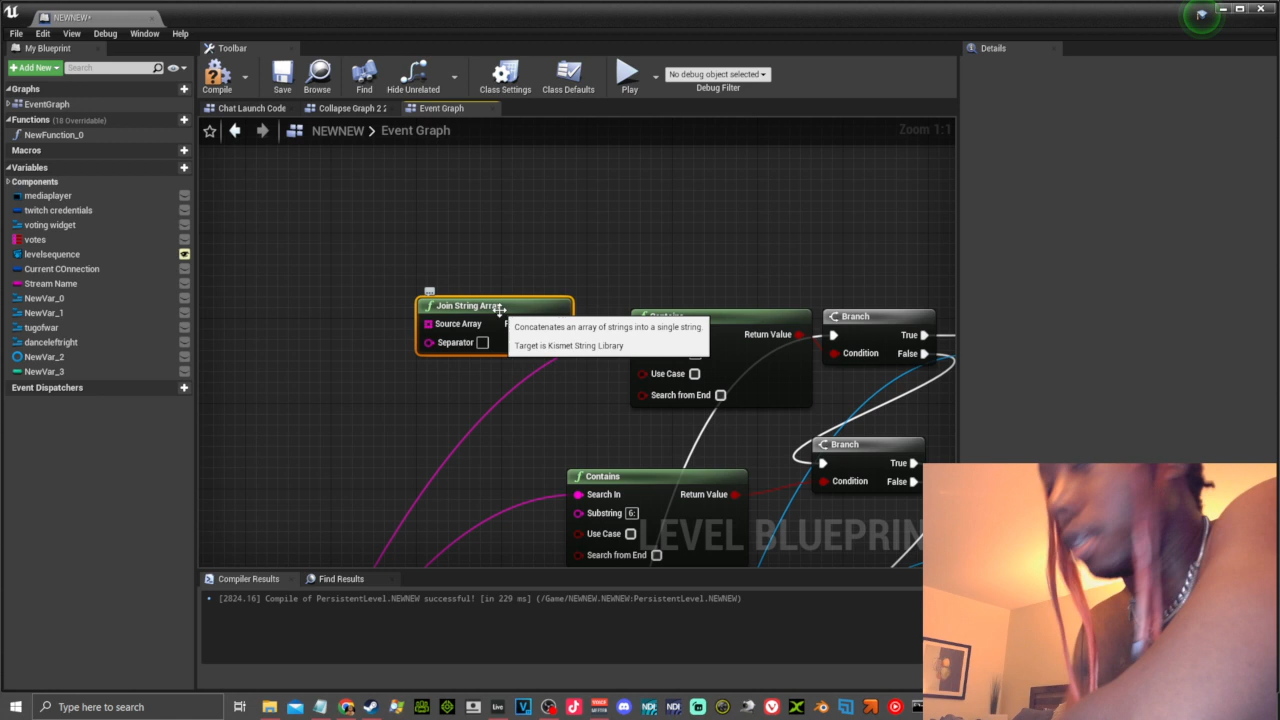 NEWNEW*
File Edit View Debug Window Help
My Blueprint
Toolbar
Details
Add New
Search
Compile
Save
Browse
Find
Hide Unrelated
Class Settings
Class Defaults
Play
No debug object selected
Debug Filter
Graphs
EventGraph
Functions (18 Overridable)
NewFunction_0
Macros
Variables
Components
mediaplayer
twitch credentials
voting widget
votes
levelsequence
Current COnnection
Stream Name
NewVar_0
NewVar_1
tugofwar
danceleftright
NewVar_2
NewVar_3
Event Dispatchers
Chat Launch Code
Collapse Graph 2
Event Graph
NEWNEW > Event Graph
Zoom 1:1
Join String Array
Source Array
Separator
Concatenates an array of strings into a single string.
Target is Kismet String Library
Return Value
Use Case
Search from End
Branch
True
Condition False
Contains
Search In Return Value
Substring 6:
Use Case
Search from End
Branch
True
Condition False
LEVEL BLUEPRIN
Compiler Results
Find Results
[2824.16] Compile of PersistentLevel.NEWNEW successful! [in 229 ms] (/Game/NEWNEW.NEWNEW:PersistentLevel.NEWNEW)
Type here to search
Live